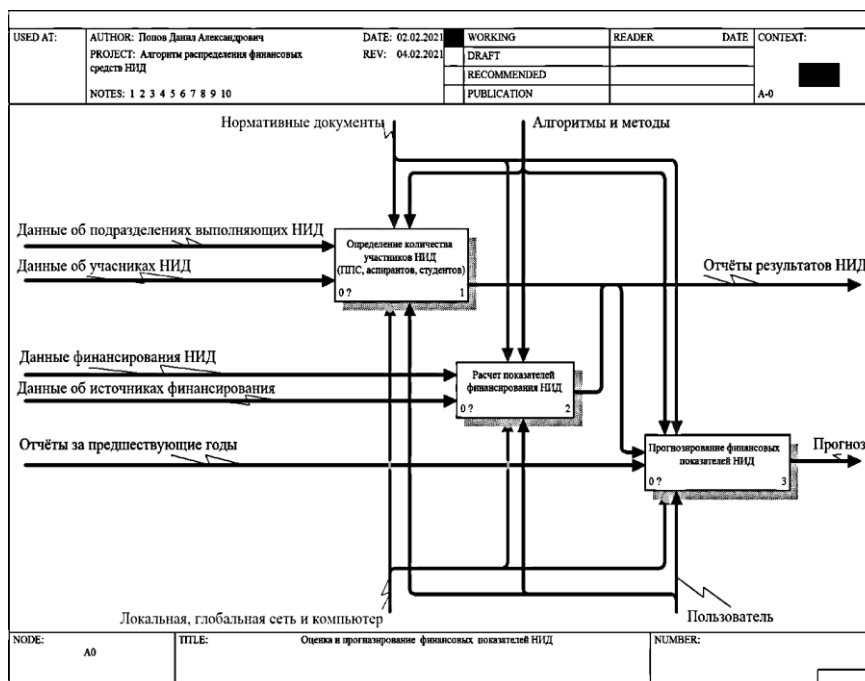 USED AT:
AUTHOR: Попов Данил Александрович
DATE: 02.02.2021
PROJECT: Алгоритм распределения финансовых
средств НИД
REV: 04.02.2021
NOTES: 1 2 3 4 5 6 7 8 9 10
WORKING
DRAFT
RECOMMENDED
PUBLICATION
READER
DATE
CONTEXT:
A-0
Нормативные документы
Алгоритмы и методы
Данные об подразделениях выполняющих НИД
Данные об учасниках НИД
Определение количества
участников НИД
(ППС, аспирантов, студентов)
0 ?
1
Отчёты результатов НИД
Данные финансирования НИД
Данные об источниках финансирования
Расчет показателей
финансирования НИД
0 ?
2
Отчёты за предшествующие годы
Прогнозирование финансовых
показателей НИД
0 ?
3
Прогноз
Локальная, глобальная сеть и компьютер
Пользователь
NODE:
A0
TITLE:
Оценка и прогназирование финансовых показателей НИД
NUMBER: